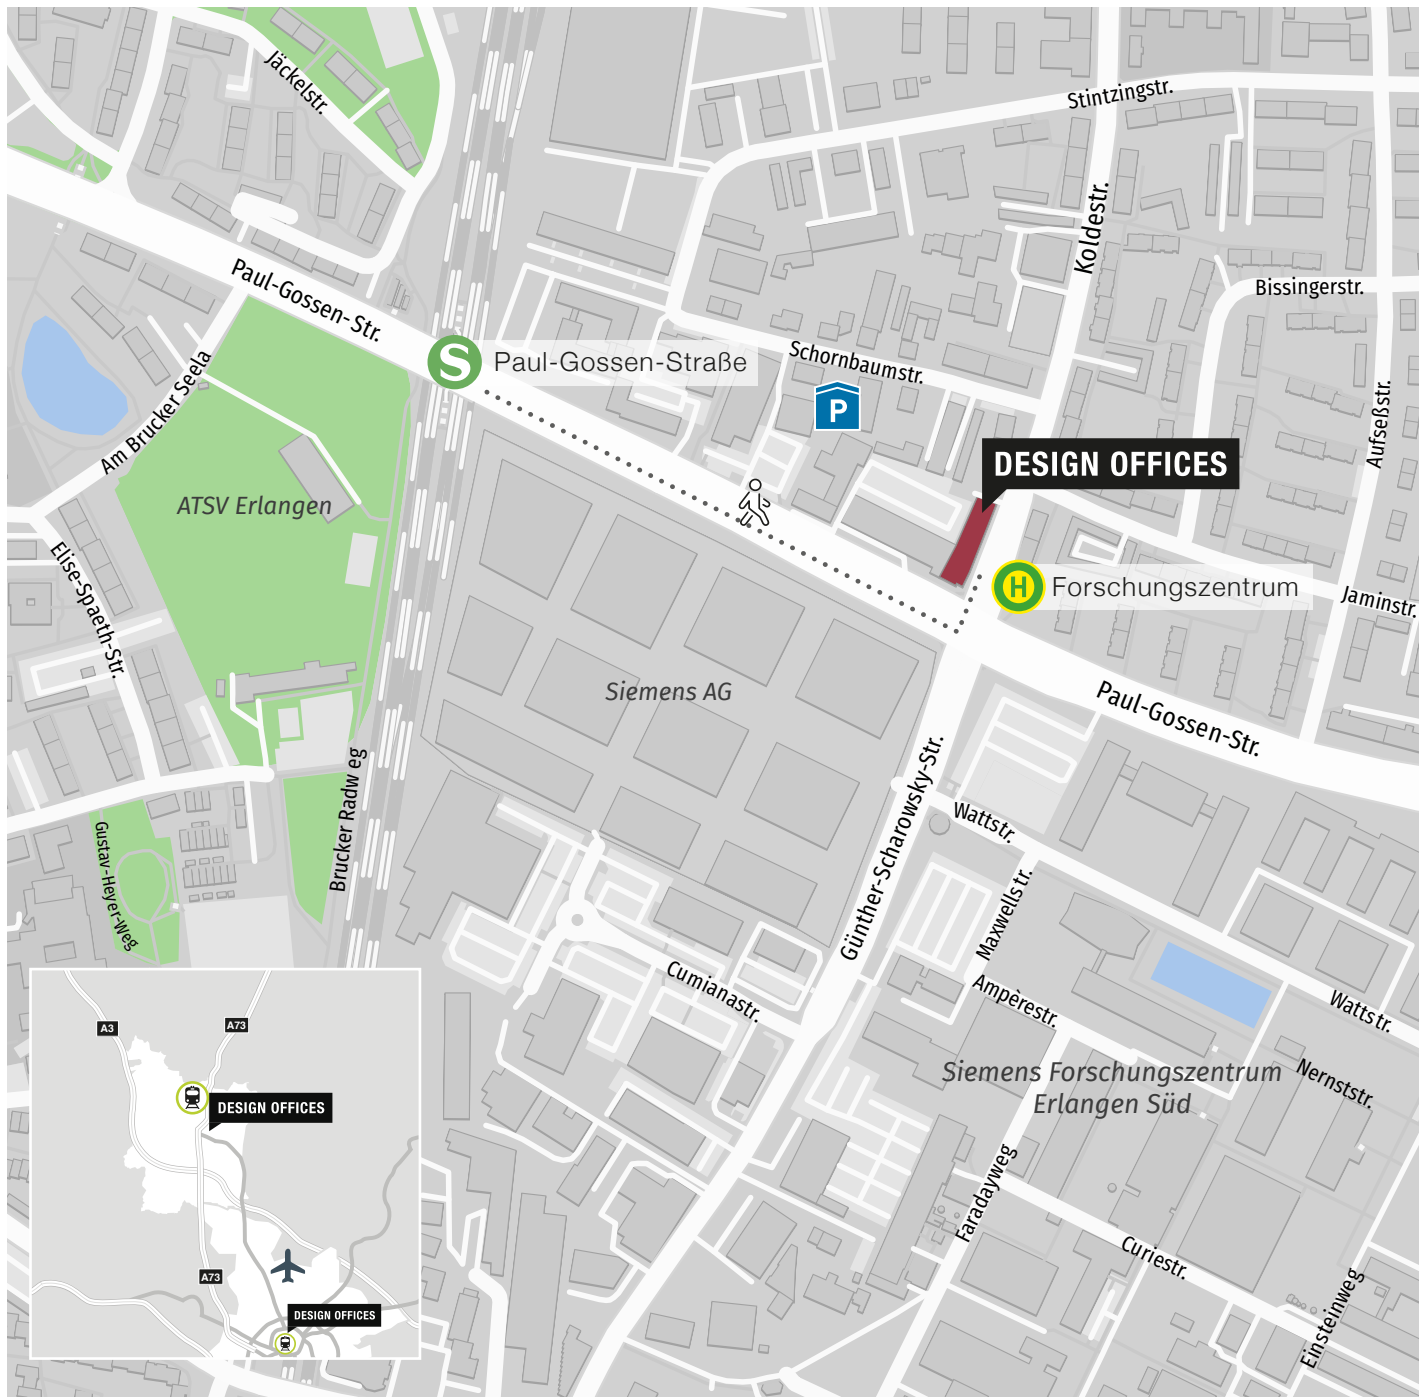 Jäckelstr.
Stintzingstr.
Koldestr.
Paul-Gossen-Str.
Bissingerstr.
S
Paul-Gossen-Straße
Schornbaumstr.
P
Am Brucker Seela
Aufseßstr.
DESIGN OFFICES
ATSV Erlangen
H
Forschungszentrum
Jaminstr.
Elise-Spaeth-Str.
Siemens AG
Paul-Gossen-Str.
Günther-Scharowsky-Str.
Brucker Radw eg
Wattstr.
Gustav-Heyer-Weg
Maxwellstr.
Cumianastr.
Ampèrestr.
Wattstr.
Siemens Forschungszentrum
Erlangen Süd
Nernststr.
Faradayweg
Curiestr.
Einsteinweg
A3
A73
DESIGN OFFICES
A73
DESIGN OFFICES